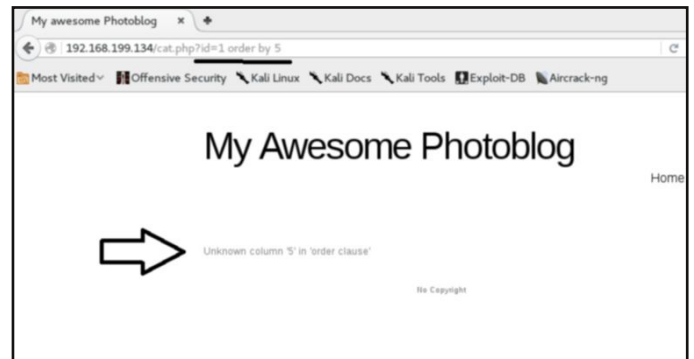 My awesome Photoblog
192.168.199.134/cat.php?id=1 order by 5
Most Visited Offensive Security Kali Linux Kali Docs Kali Tools Exploit-DB Aircrack-ng
My Awesome Photoblog
Home
Unknown column '5' in 'order clause'
No Copyright